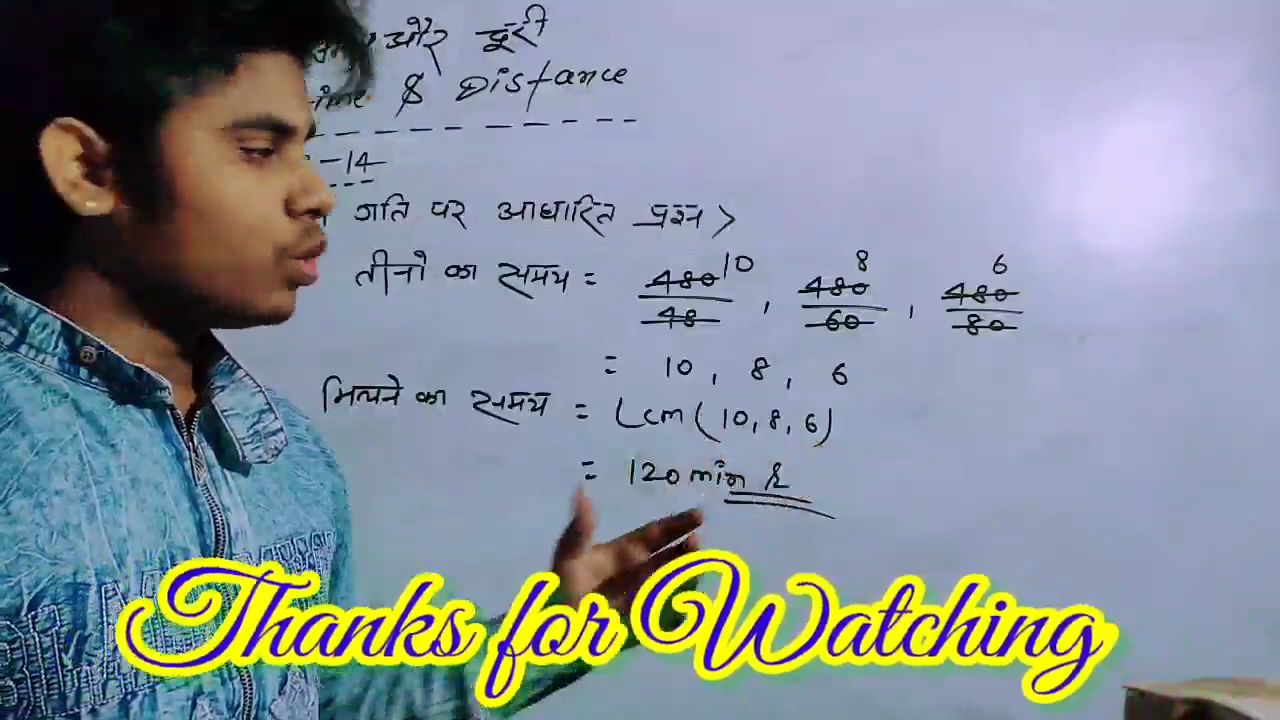 और दूरी
Time & Distance
-14
गति पर आधारित प्रश्न >
तीनों का समय = 480/48 10, 480/60 8, 480/80 6
= 10, 8, 6
मिलने का समय = Lcm (10, 8, 6)
= 120 min
Thanks for Watching